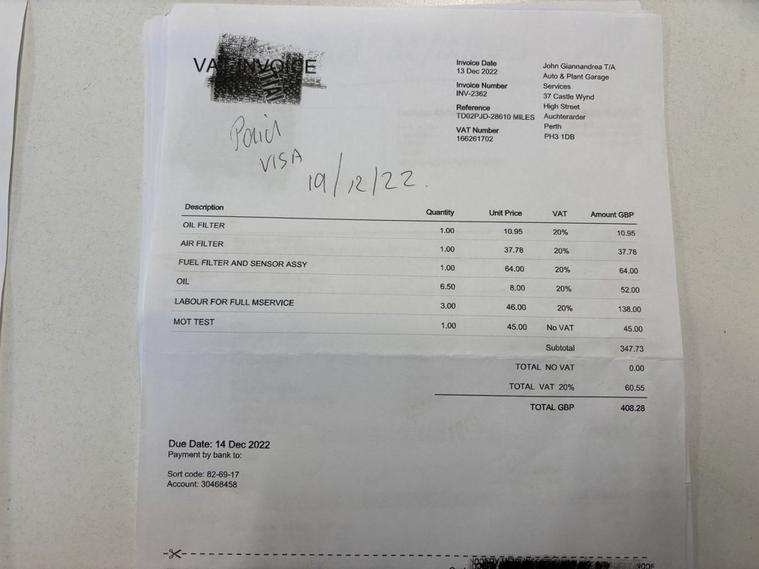 VAT INVOICE
Paid
VISA
19/12/22.
Invoice Date
13 Dec 2022
Invoice Number
INV-2362
Reference
TD02PJD-28610 MILES
VAT Number
166261702
John Giannandrea T/A
Auto & Plant Garage
Services
37 Castle Wynd
High Street
Auchterarder
Perth
PH3 1DB
Description Quantity Unit Price VAT Amount GBP
OIL FILTER 1.00 10.95 20% 10.95
AIR FILTER 1.00 37.78 20% 37.78
FUEL FILTER AND SENSOR ASSY 1.00 64.00 20% 64.00
OIL 6.50 8.00 20% 52.00
LABOUR FOR FULL MSERVICE 3.00 46.00 20% 138.00
MOT TEST 1.00 45.00 No VAT 45.00
Subtotal 347.73
TOTAL NO VAT 0.00
TOTAL VAT 20% 60.55
TOTAL GBP 408.28
Due Date: 14 Dec 2022
Payment by bank to:
Sort code: 82-69-17
Account: 30468458